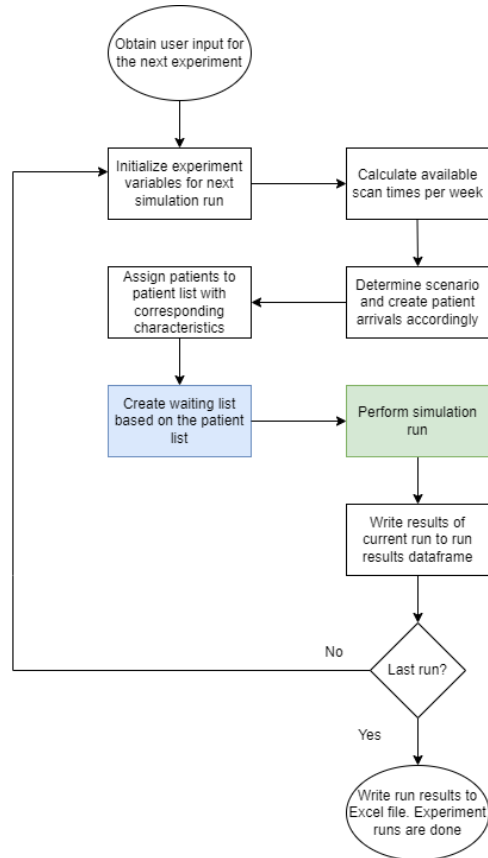 Obtain user input for
the next experiment
Initialize experiment
variables for next
simulation run
Calculate available
scan times per week
Determine scenario
and create patient
arrivals accordingly
Assign patients to
patient list with
corresponding
characteristics
Create waiting list
based on the patient
list
Perform simulation
run
Write results of
current run to run
results dataframe
Last run?
No
Yes
Write run results to
Excel file. Experiment
runs are done